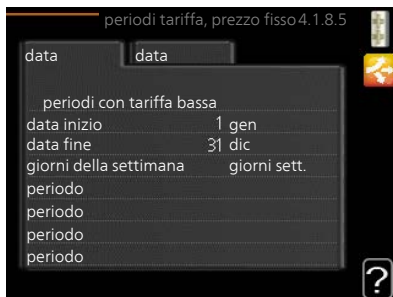 periodi tariffa, prezzo fisso 4.1.8.5
data data
periodi con tariffa bassa
data inizio 1 gen
data fine 31 dic
giorni della settimana giorni sett.
periodo
periodo
periodo
periodo
?